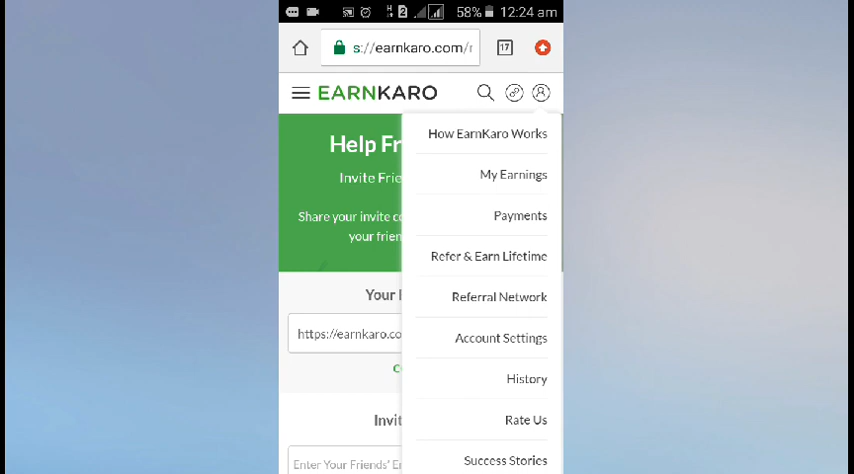 58% 12:24 am
s://earnkaro.com/r
17
EARNKARO
How EarnKaro Works
Help Fr
My Earnings
Invite Frie
Payments
Share your invite co
your frien
Refer & Earn Lifetime
Your I
Referral Network
https://earnkaro.co
Account Settings
C
History
Invit
Rate Us
Enter Your Friends' En
Success Stories